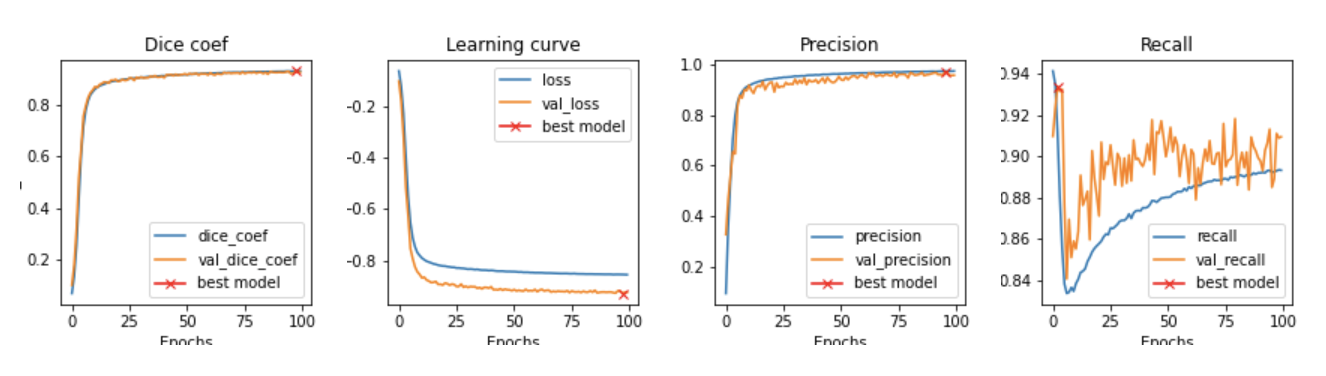 Dice coef
0.8
0.6
0.4
0.2
dice_coef
val_dice_coef
best model
0 25 50 75 100
Epochs
Learning curve
-0.2
-0.4
-0.6
-0.8
loss
val_loss
best model
0 25 50 75 100
Epochs
Precision
1.0
0.8
0.6
0.4
0.2
precision
val_precision
best model
0 25 50 75 100
Epochs
Recall
0.94
0.92
0.90
0.88
0.86
0.84
recall
val_recall
best model
0 25 50 75 100
Epochs